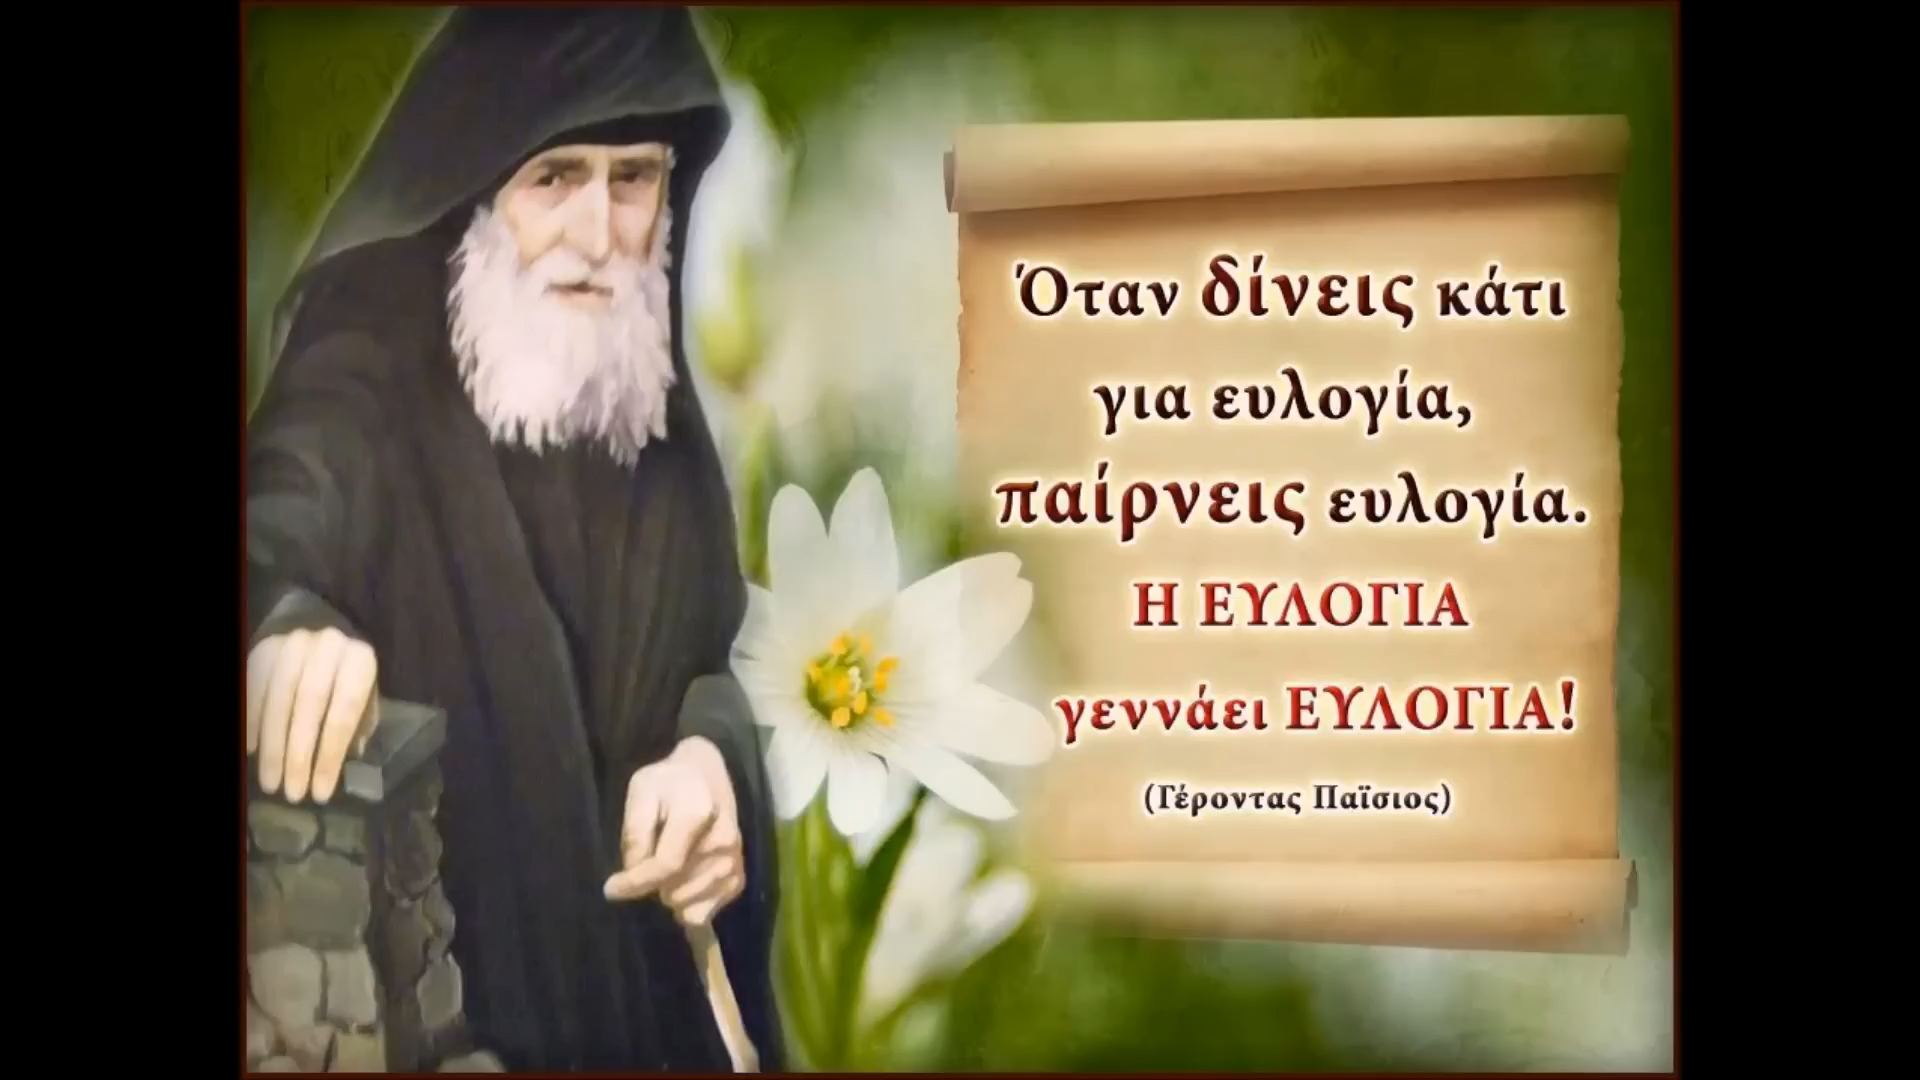 Όταν δίνεις κάτι
για ευλογία,
παίρνεις ευλογία.
Η ΕΥΛΟΓΙΑ
γεννάει ΕΥΛΟΓΙΑ!
(Γέροντας Παΐσιος)